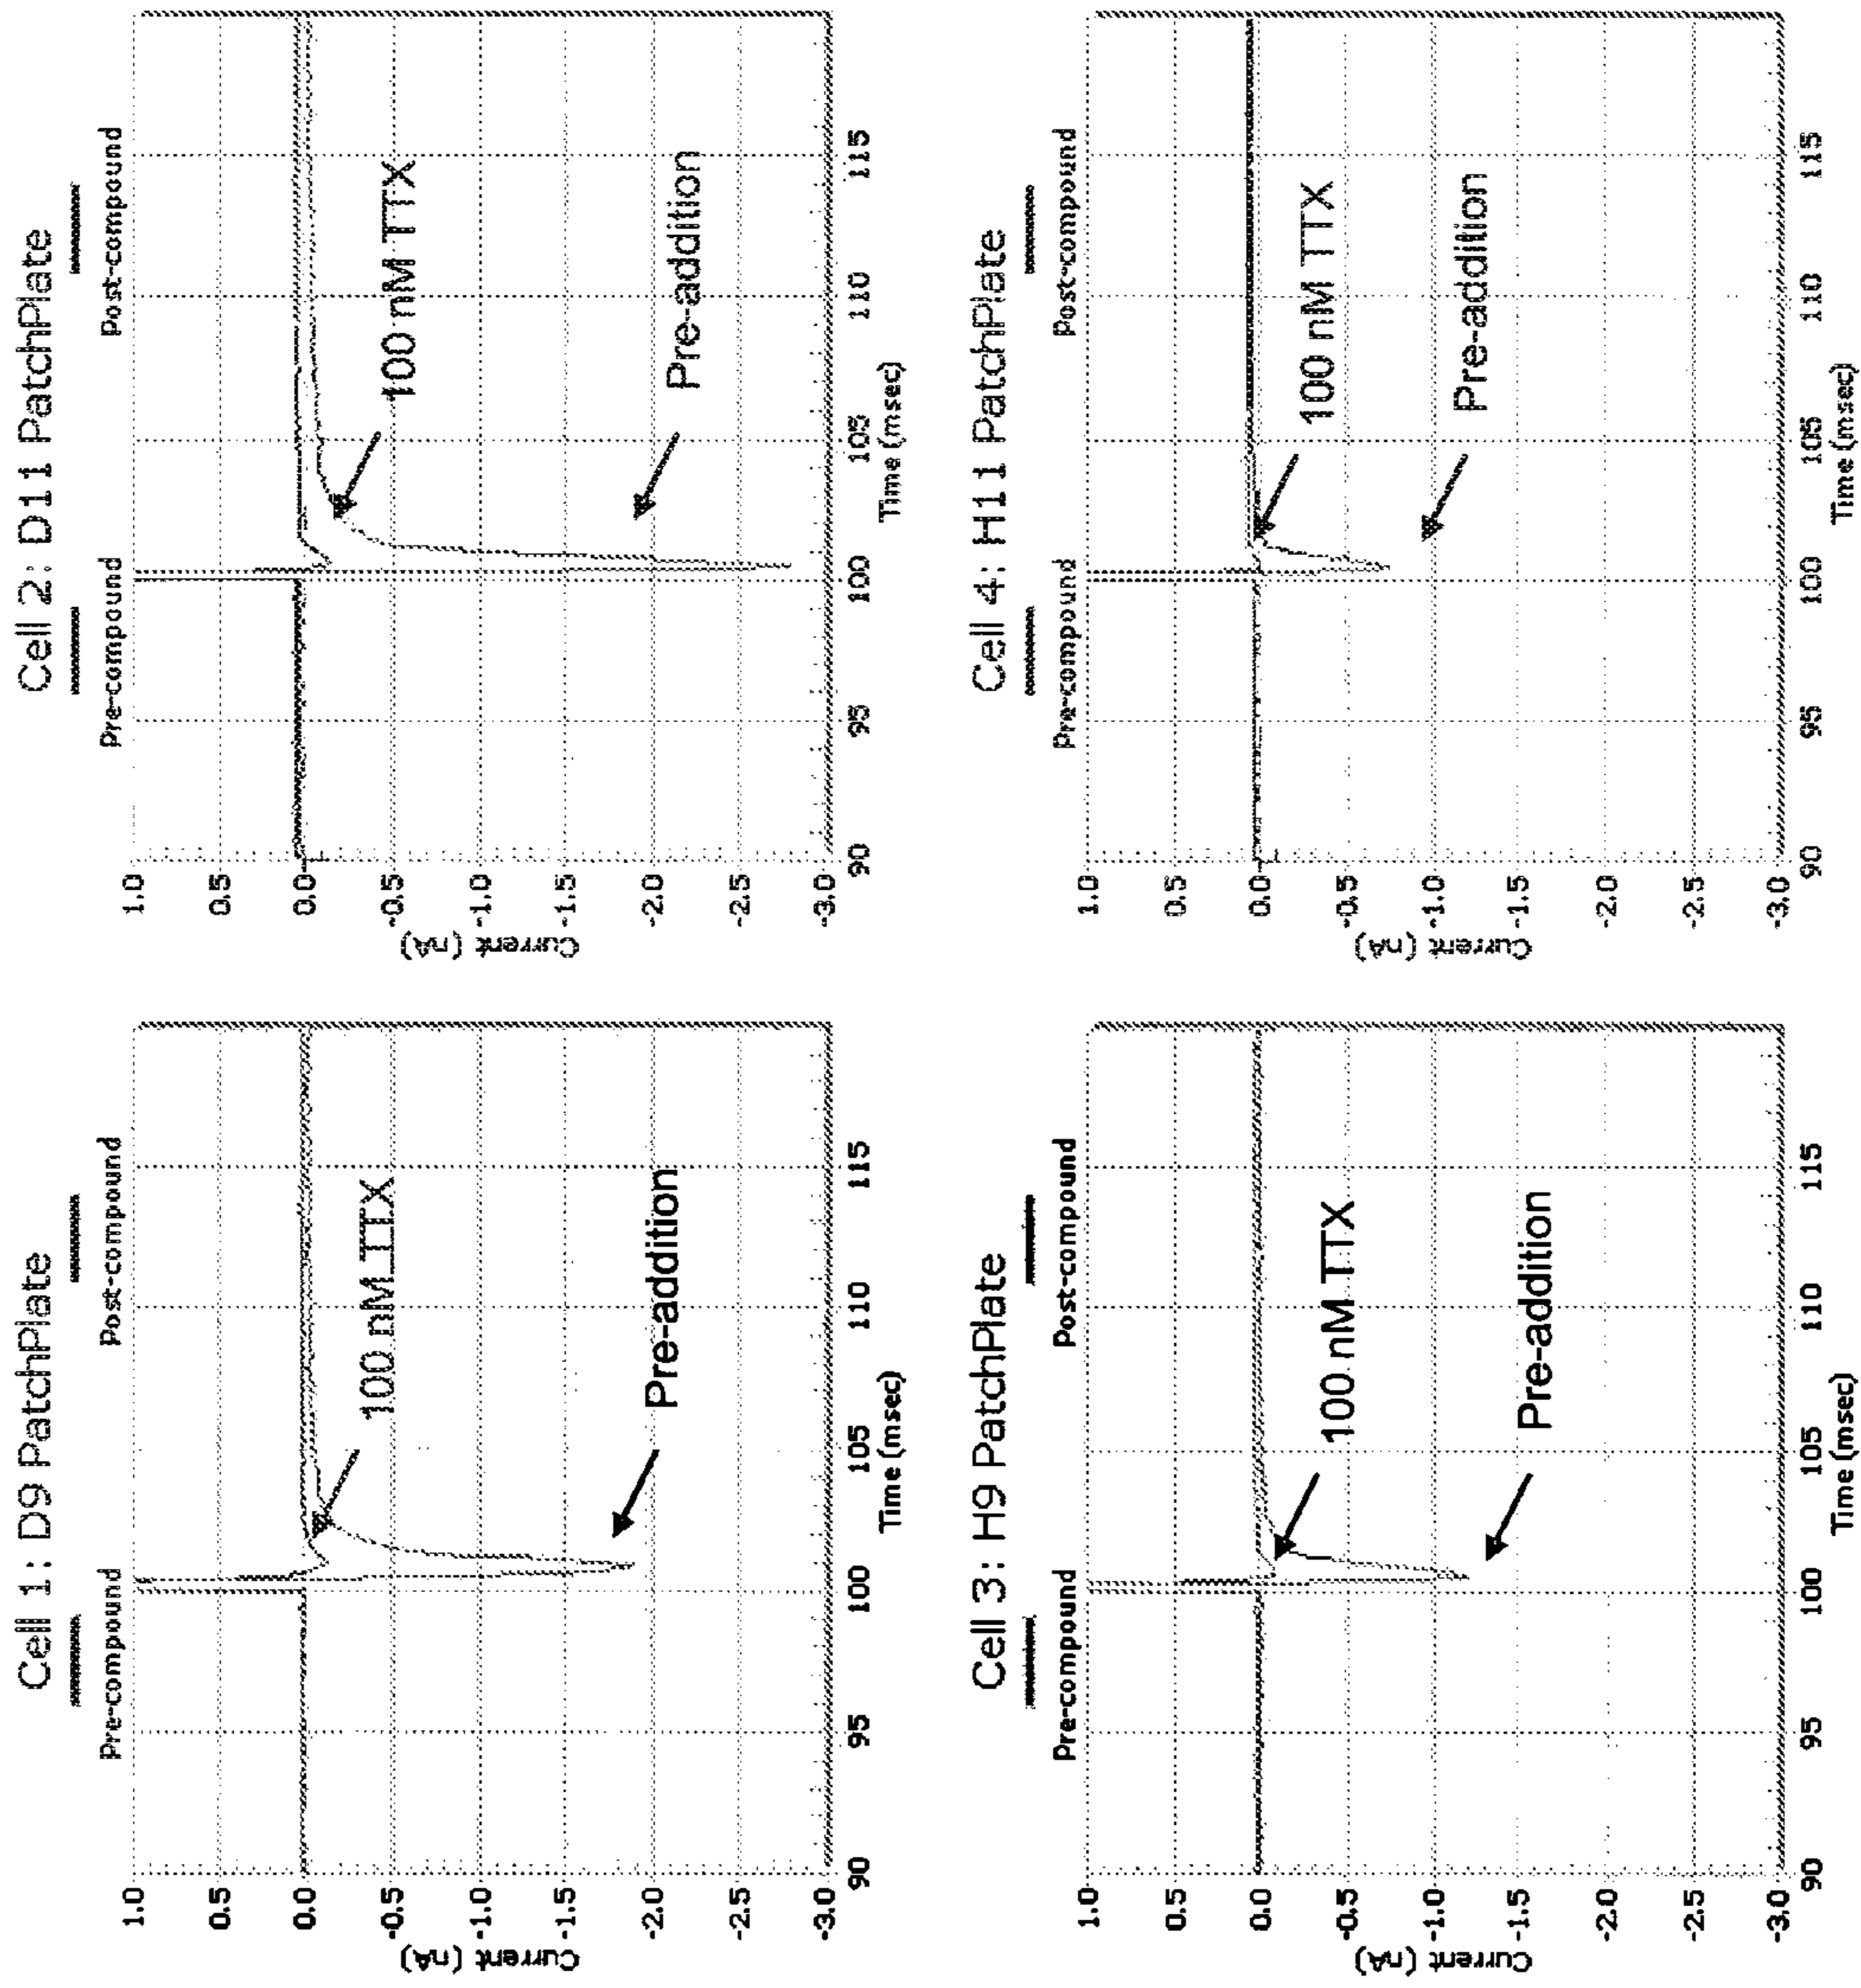 Cell 1: D9 PatchPlate
Pre-compound
Post-compound
1.0
0.5
0.0
-0.5
-1.0
-1.5
-2.0
-2.5
-3.0
Current (nA)
100 nM TTX
Pre-addition
90
95
100
105
110
115
Time (msec)
Cell 2: D11 PatchPlate
Pre-compound
Post-compound
1.0
0.5
0.0
-0.5
-1.0
-1.5
-2.0
-2.5
-3.0
Current (nA)
100 nM TTX
Pre-addition
90
95
100
105
110
115
Time (msec)
Cell 3: H9 PatchPlate
Pre-compound
Post-compound
1.0
0.5
0.0
-0.5
-1.0
-1.5
-2.0
-2.5
-3.0
Current (nA)
100 nM TTX
Pre-addition
90
95
100
105
110
115
Time (msec)
Cell 4: H11 PatchPlate
Pre-compound
Post-compound
1.0
0.5
0.0
-0.5
-1.0
-1.5
-2.0
-2.5
-3.0
Current (nA)
100 nM TTX
Pre-addition
90
95
100
105
110
115
Time (msec)